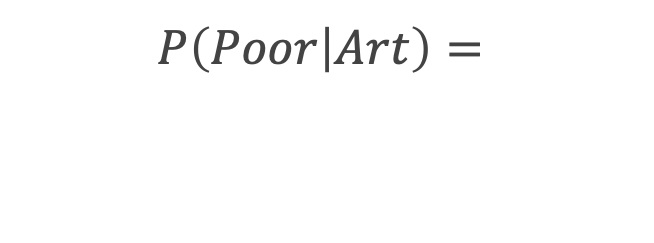 P(Poor|Art) =